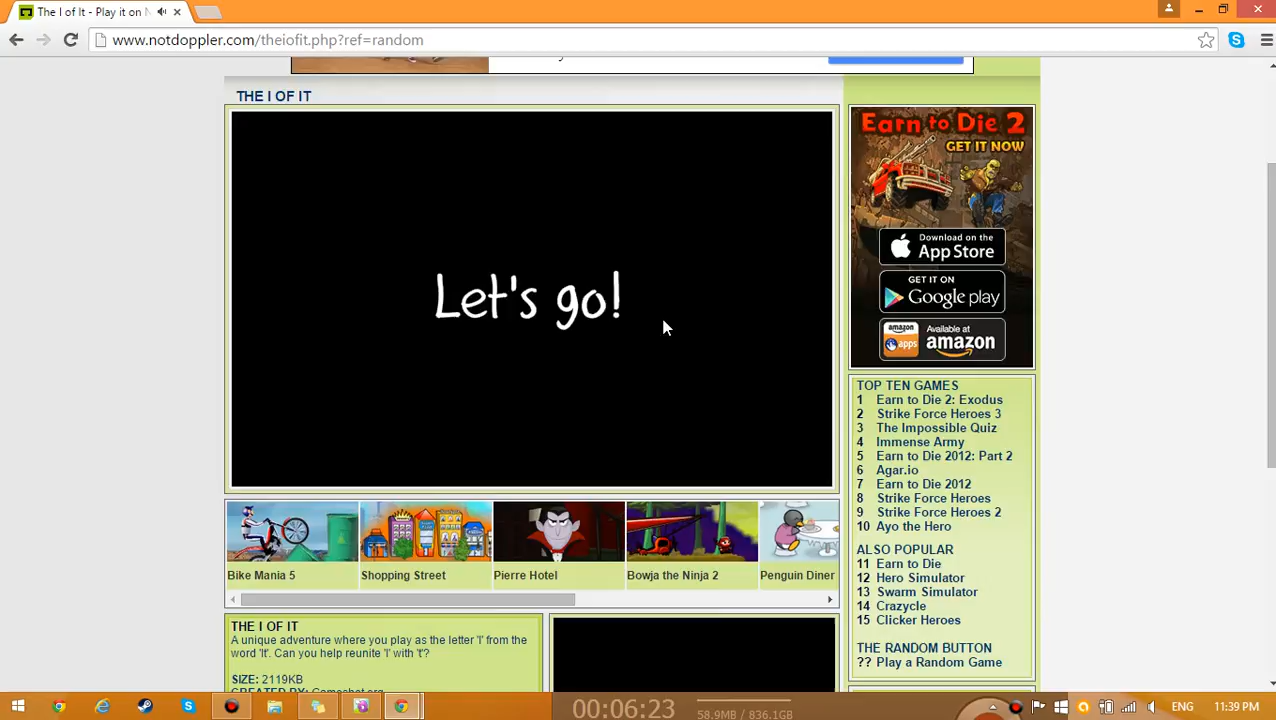 The I of It - Play it on N
www.notdoppler.com/theiofit.php?ref=random
THE I OF IT
Let's go!
Earn to Die 2
GET IT NOW
Download on the
App Store
GET IT ON
Google play
amazon
apps
Available at
amazon
TOP TEN GAMES
1 Earn to Die 2: Exodus
2 Strike Force Heroes 3
3 The Impossible Quiz
4 Immense Army
5 Earn to Die 2012: Part 2
6 Agar.io
7 Earn to Die 2012
8 Strike Force Heroes
9 Strike Force Heroes 2
10 Ayo the Hero
ALSO POPULAR
11 Earn to Die
12 Hero Simulator
13 Swarm Simulator
14 Crazycle
15 Clicker Heroes
THE RANDOM BUTTON
?? Play a Random Game
Bike Mania 5
Shopping Street
Pierre Hotel
Bowja the Ninja 2
Penguin Diner
THE I OF IT
A unique adventure where you play as the letter 'I' from the
word 'It'. Can you help reunite 'I' with 't'?
SIZE: 2119KB
CREATED BY: Gameshot.org
00:06:23
58.9MB / 836.1GB
ENG
11:39 PM